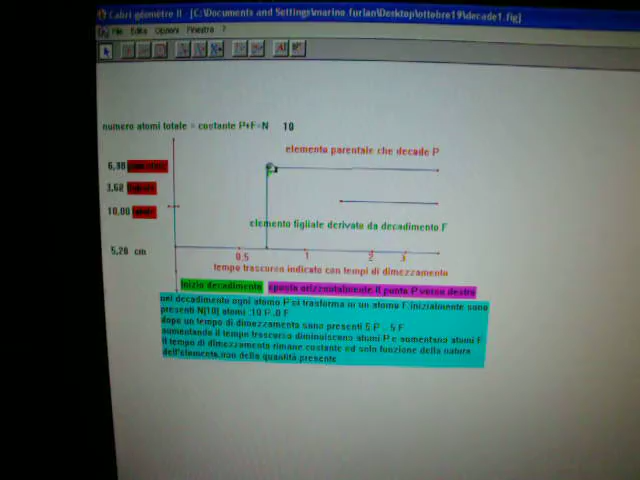 Cabri géomètre II [C:\Documents and Settings\marino.furlan\Desktop\ottobre19\decade1.fig]
File Edita Opzioni Finestra ?
numero atomi totale = costante P+F=N 10
elemento parentale che decade P
6,38
3,62
10,00
elemento figliale derivato da decadimento F
5,20 cm
0.5 1 2 3
tempo trascorso indicato con tempi di dimezzamento
inizio decadimento sposta orizzontalmente il punto P verso destra
nel decadimento ogni atomo P si trasforma in un atomo F.inizialmente sono
presenti N[10] atomi :10 P..0 F
dopo un tempo di dimezzamento sono presenti 5 P .. 5 F
aumentando il tempo trascorso diminuiscono atomi P e aumentano atomi F
il tempo di dimezzamento rimane costante ed solo funzione della natura
dell'elemento,non della quantità presente